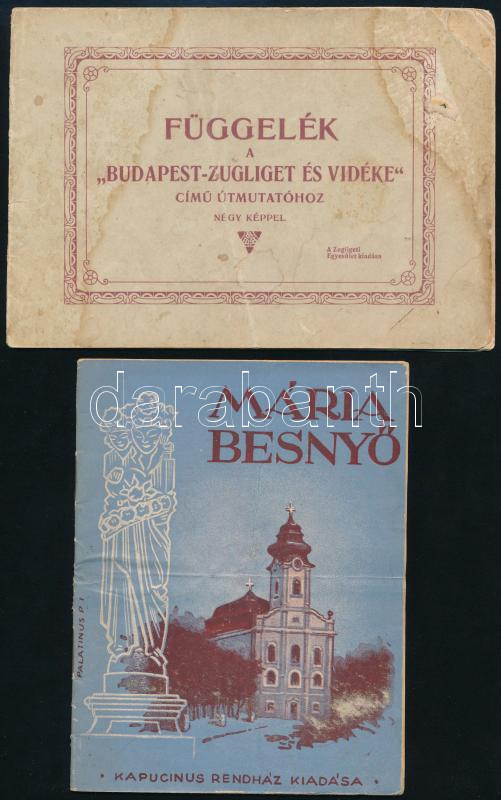 FÜGGELÉK
A
„BUDAPEST-ZUGLIGET ÉS VIDÉKE“
CÍMŰ ÚTMUTATÓHOZ
NÉGY KÉPPEL
A Zugligeti
Egyesület kiadása
darabanth
MÁRIA
BESNYŐ
PALATINUS P. I.
• KAPUCINUS RENDHÁZ KIADÁSA •